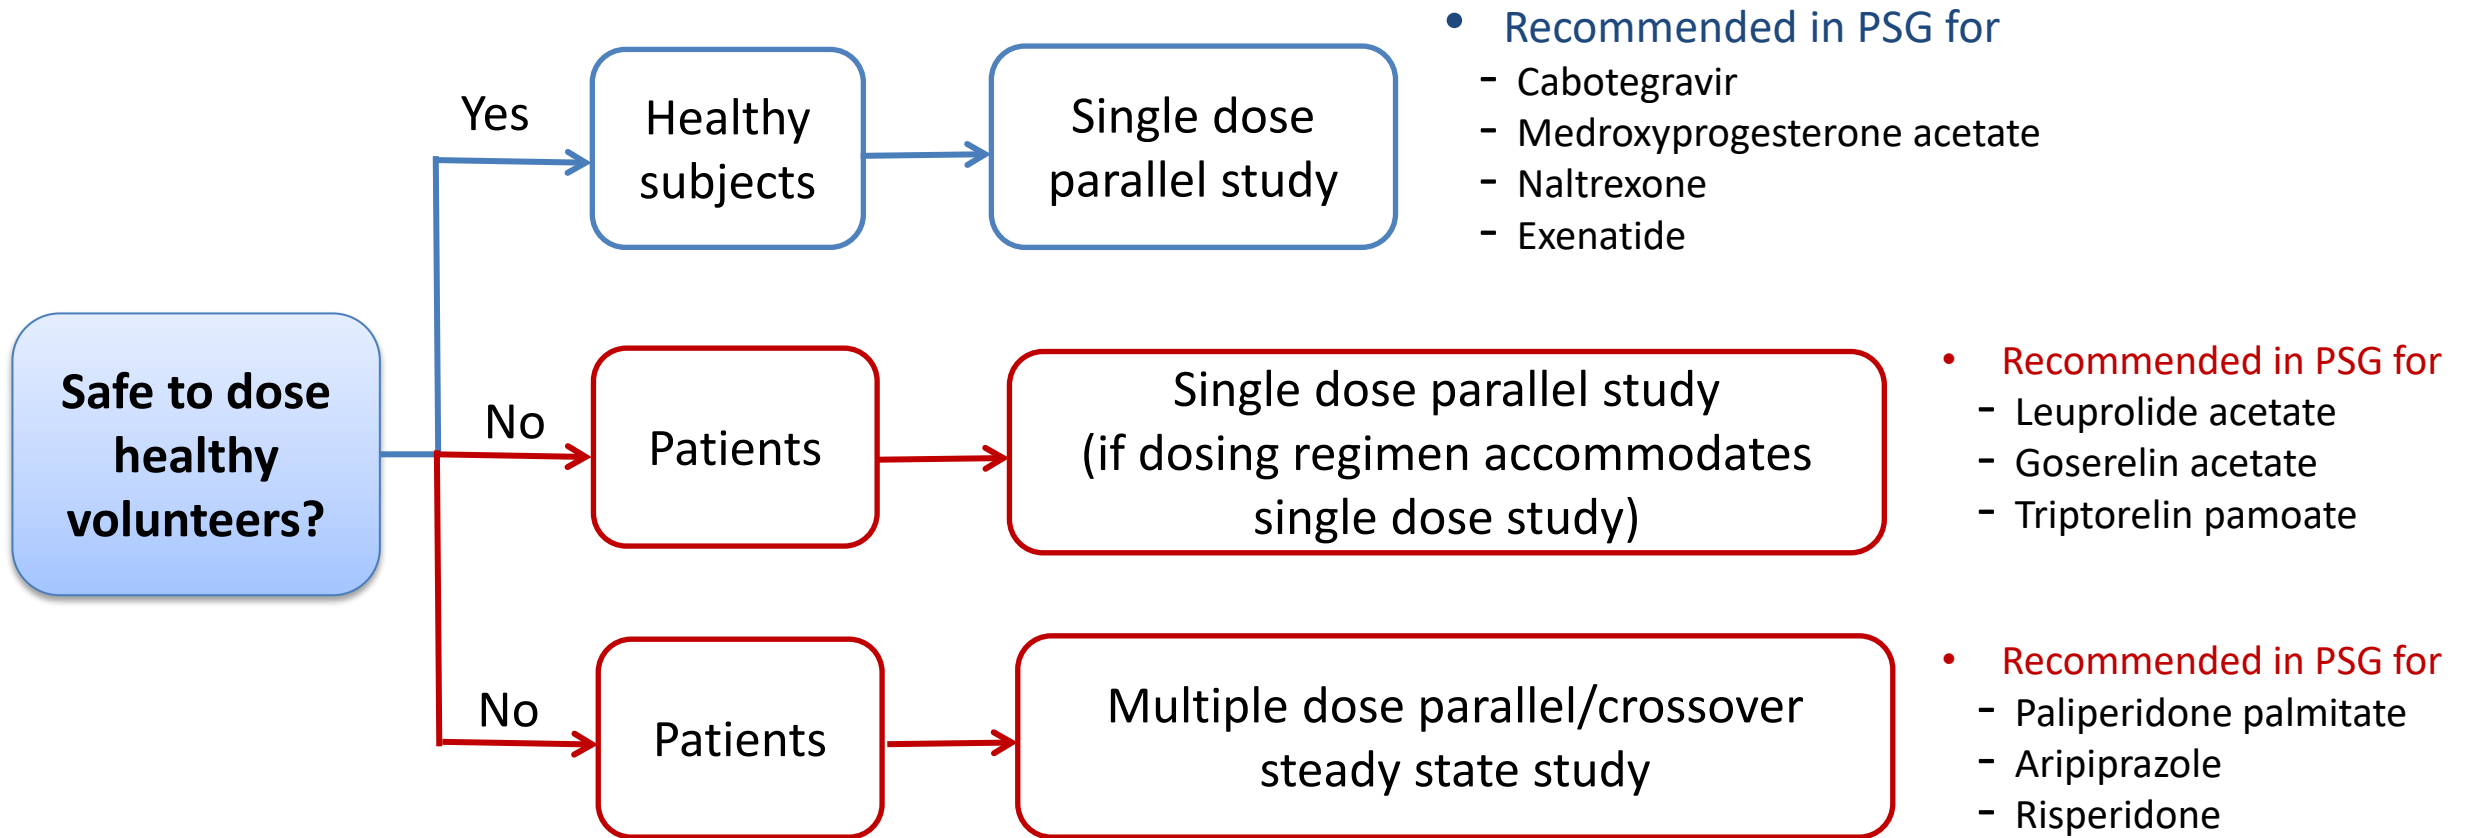 Safe to dose
healthy
volunteers?
Yes
Healthy
subjects
Single dose
parallel study
• Recommended in PSG for
- Cabotegravir
- Medroxyprogesterone acetate
- Naltrexone
- Exenatide
No
Patients
Single dose parallel study
(if dosing regimen accommodates
single dose study)
• Recommended in PSG for
- Leuprolide acetate
- Goserelin acetate
- Triptorelin pamoate
No
Patients
Multiple dose parallel/crossover
steady state study
• Recommended in PSG for
- Paliperidone palmitate
- Aripiprazole
- Risperidone